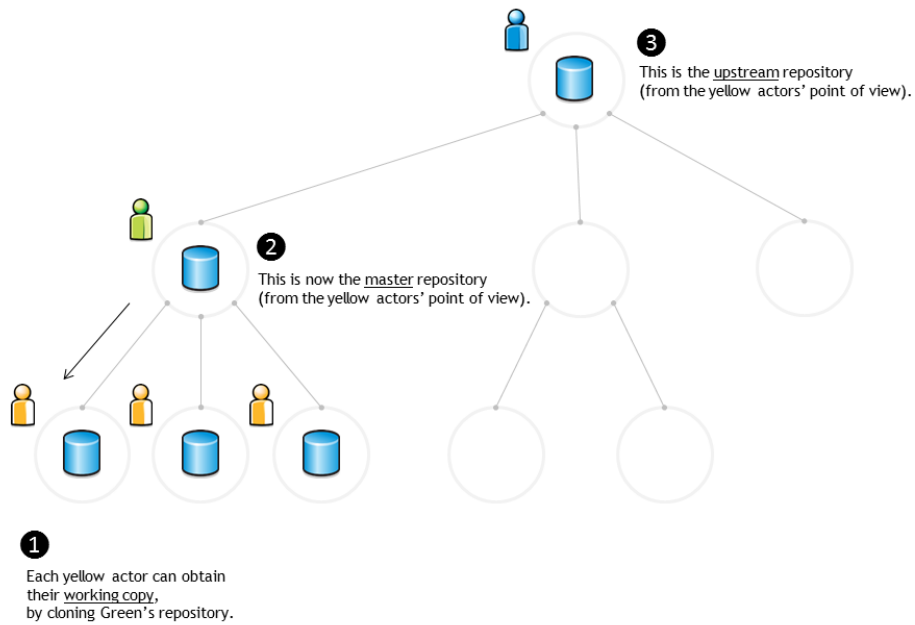 3
This is the upstream repository
(from the yellow actors' point of view).
2
This is now the master repository
(from the yellow actors' point of view).
1
Each yellow actor can obtain
their working copy,
by cloning Green's repository.